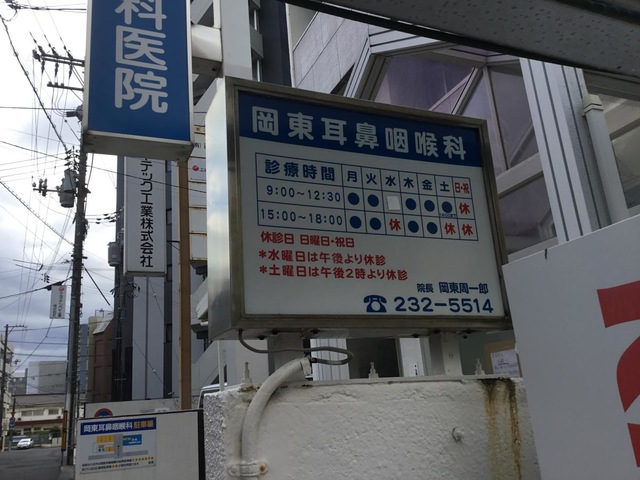 科医院
岡東耳鼻咽喉科
診療時間 月 火 水 木 金 土 日・祝
9:00～12:30 ● ● ● ● ● 休
15:00～18:00 ● ● 休 ● ● 休 休
休診日 日曜日・祝日
*水曜日は午後より休診
*土曜日は午後2時より休診
院長 岡東周一郎
☎232-5514
テック工業株式会社
岡東耳鼻咽喉科 駐車場